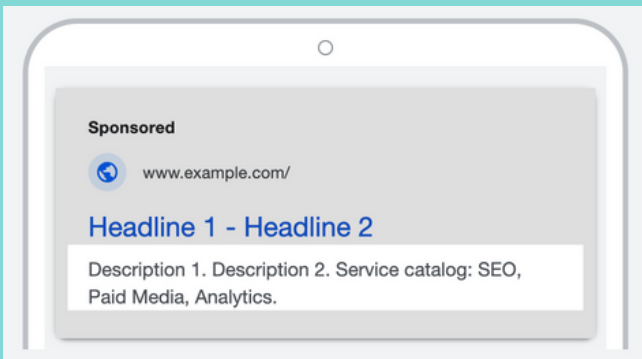 Sponsored
www.example.com/
Headline 1 - Headline 2
Description 1. Description 2. Service catalog: SEO,
Paid Media, Analytics.